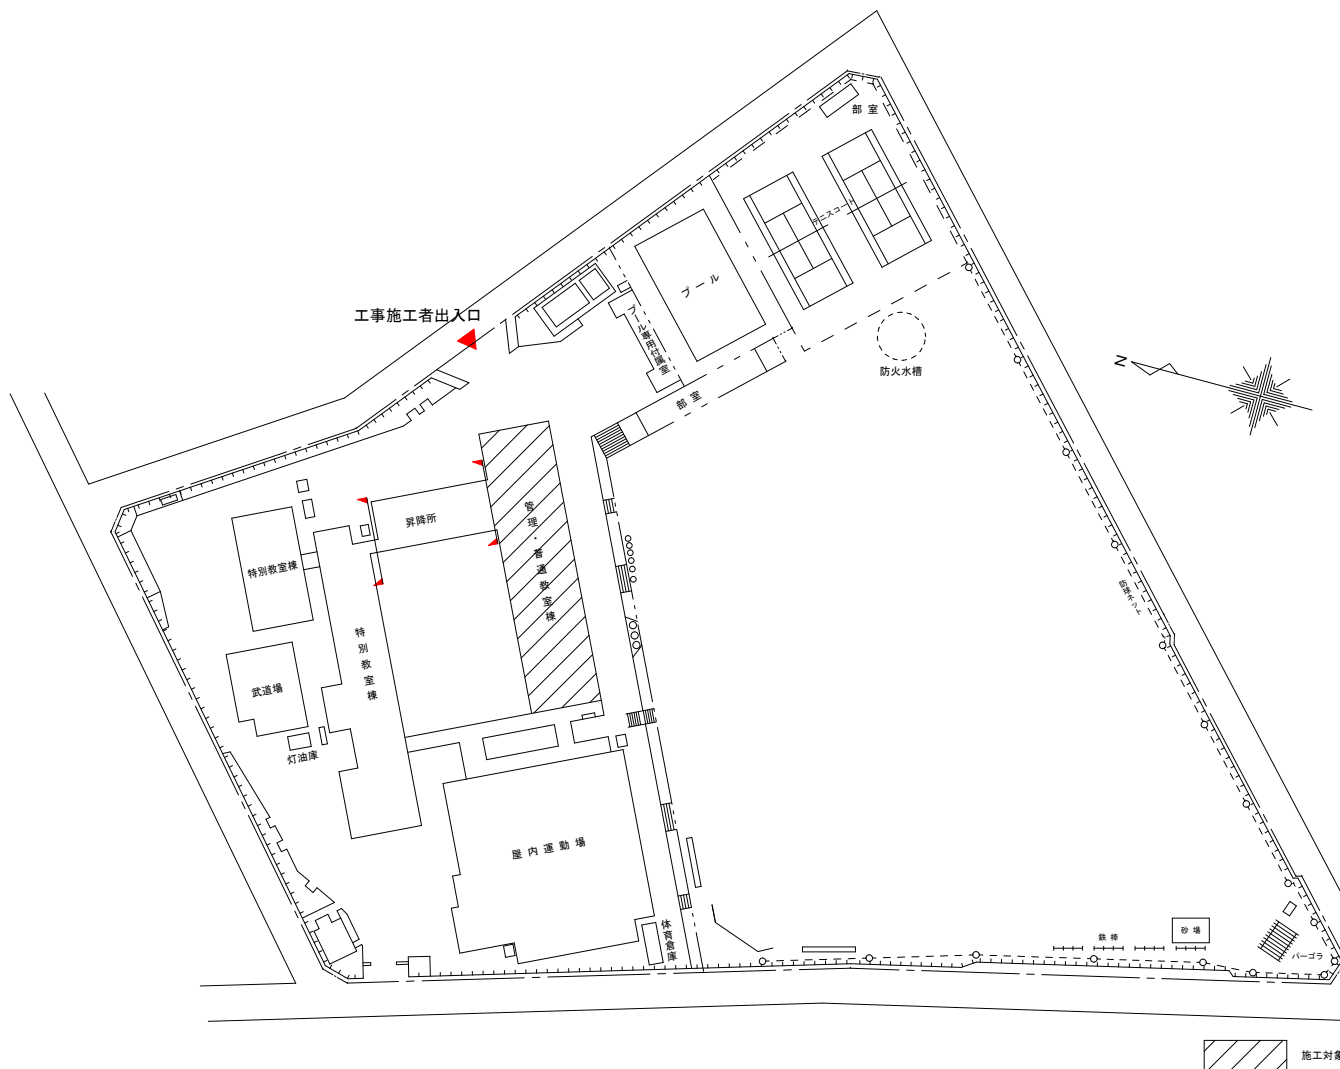 部室
テニスコート
プール
工事施工者出入口
プール専用付属室
防火水槽
N
部室
昇降所
管理・普通教室棟
特別教室棟
防球ネット
特別教室棟
武道場
灯油庫
屋内運動場
体育倉庫
鉄棒
砂場
パーゴラ
施工対象